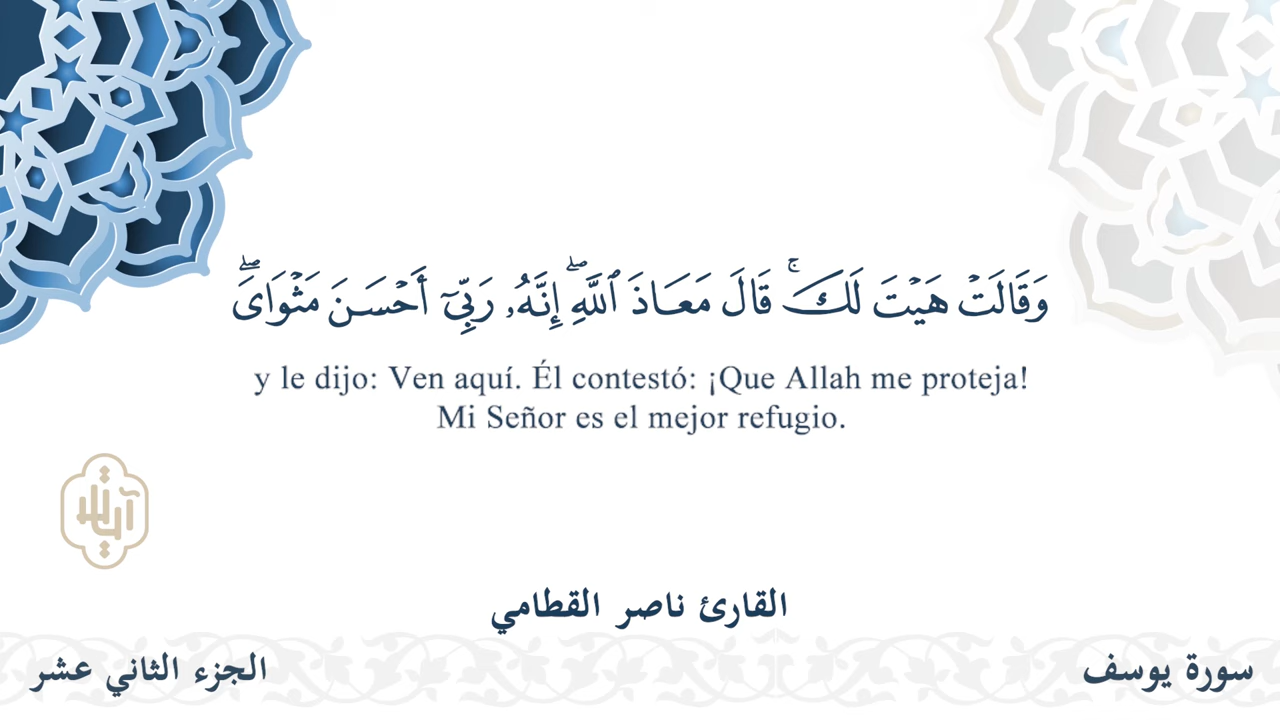 وَقَالَتۡ هَيۡتَ لَكَۚ قَالَ مَعَاذَ ٱللَّهِۖ إِنَّهُۥ رَبِّيٓ أَحۡسَنَ مَثۡوَايَۖ
y le dijo: Ven aquí. Él contestó: ¡Que Allah me proteja!
Mi Señor es el mejor refugio.
القارئ ناصر القطامي
سورة يوسف
الجزء الثاني عشر